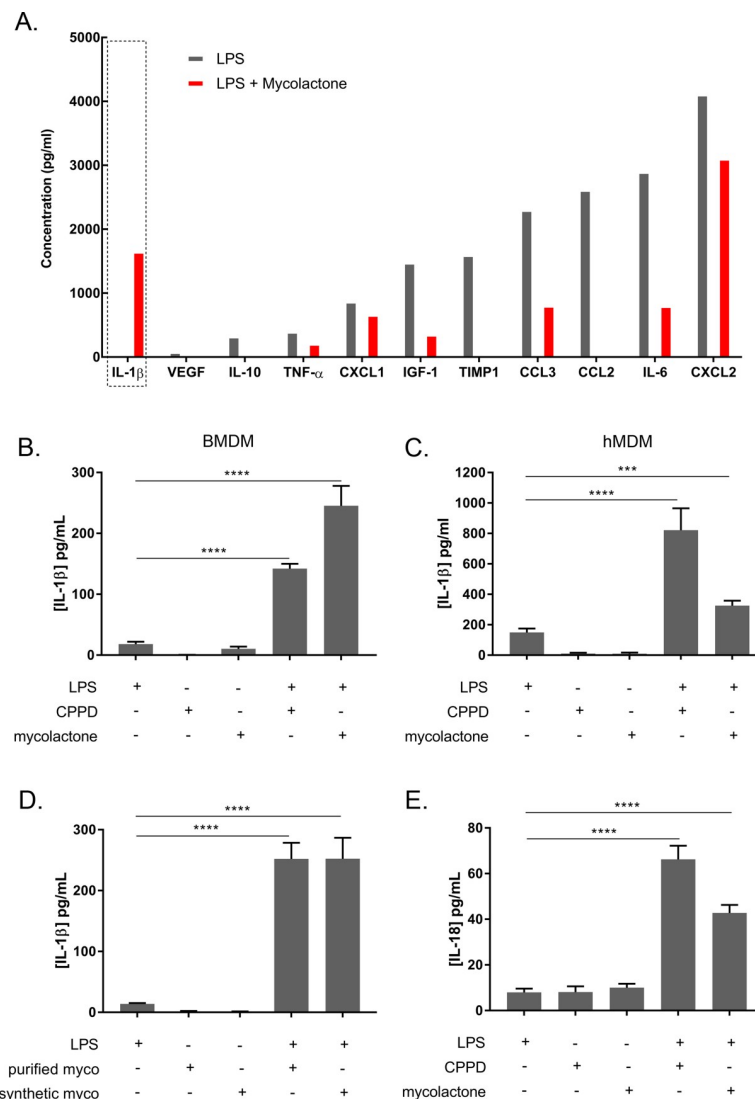 A.
5000
4000
3000
2000
1000
0
Concentration (pg/ml)
LPS
LPS + Mycolactone
IL-1β VEGF IL-10 TNF-α CXCL1 IGF-1 TIMP1 CCL3 CCL2 IL-6 CXCL2
B.
BMDM
300
200
100
0
[IL-1β] pg/mL
****
****
LPS + - - + +
CPPD - + - + -
mycolactone - - + - +
C.
hMDM
1200
1000
800
600
400
200
0
[IL-1β] pg/ml
***
****
LPS + - - + +
CPPD - + - + -
mycolactone - - + - +
D.
300
200
100
0
[IL-1β] pg/mL
****
****
LPS + - - + +
purified myco - + - + -
synthetic myco - - + - +
E.
80
60
40
20
0
[IL-18] pg/mL
****
****
LPS + - - + +
CPPD - + - + -
mycolactone - - + - +